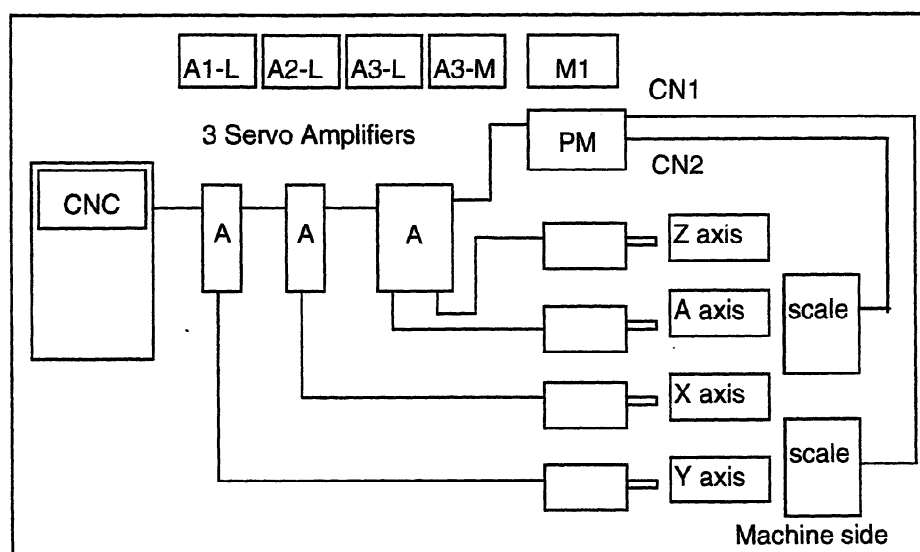 A1-L A2-L A3-L A3-M M1
CN1
3 Servo Amplifiers
PM
CN2
CNC
A A A
Z axis
A axis
scale
X axis
Y axis
scale
Machine side